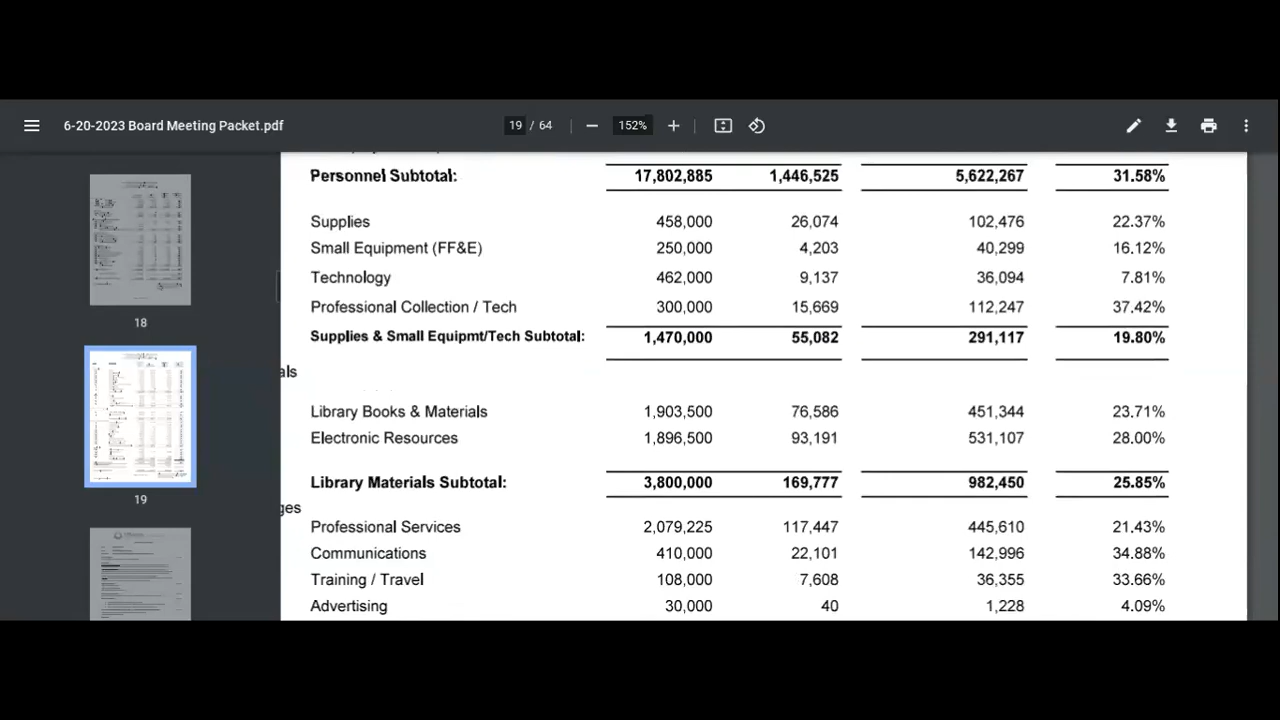 6-20-2023 Board Meeting Packet.pdf 19 / 64 152%
Personnel Subtotal: 17,802,885 1,446,525 5,622,267 31.58%
Supplies 458,000 26,074 102,476 22.37%
Small Equipment (FF&E) 250,000 4,203 40,299 16.12%
Technology 462,000 9,137 36,094 7.81%
Professional Collection / Tech 300,000 15,669 112,247 37.42%
Supplies & Small Equipmt/Tech Subtotal: 1,470,000 55,082 291,117 19.80%
als
Library Books & Materials 1,903,500 76,586 451,344 23.71%
Electronic Resources 1,896,500 93,191 531,107 28.00%
Library Materials Subtotal: 3,800,000 169,777 982,450 25.85%
ges
Professional Services 2,079,225 117,447 445,610 21.43%
Communications 410,000 22,101 142,996 34.88%
Training / Travel 108,000 7,608 36,355 33.66%
Advertising 30,000 40 1,228 4.09%
18
19